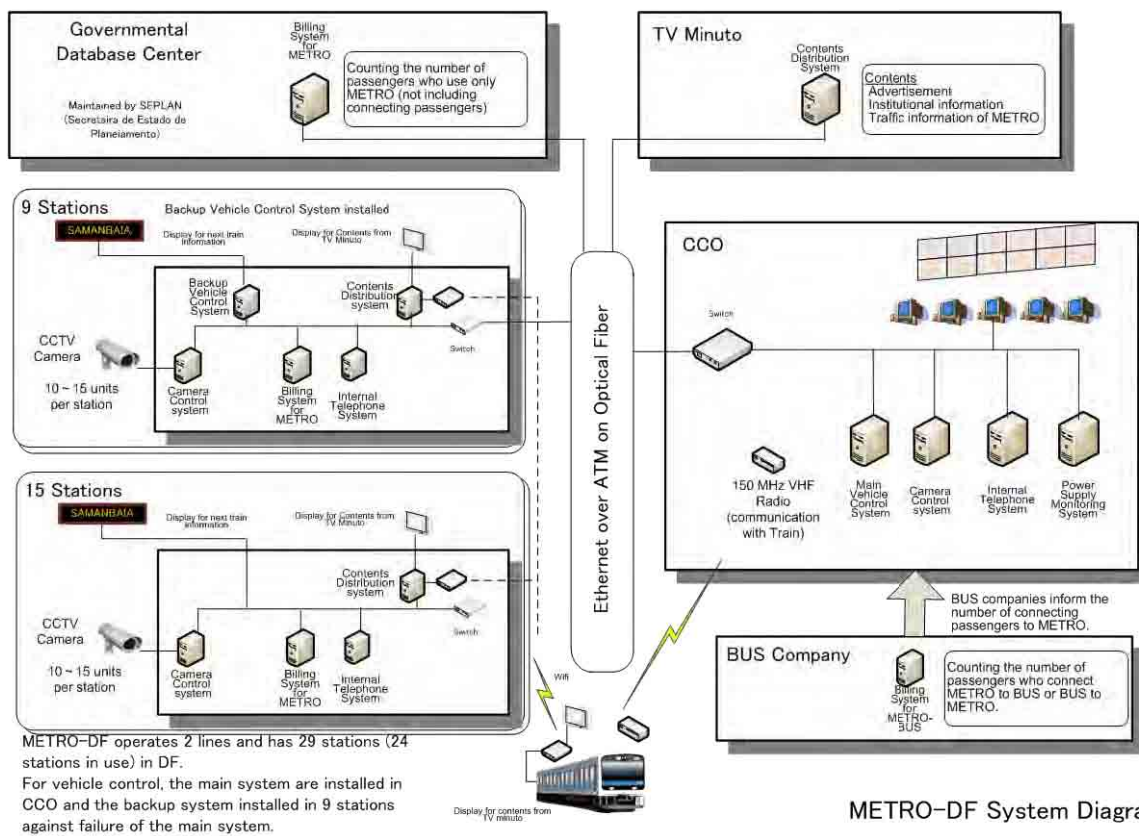 Governmental
Database Center
Maintained by SEPLAN
(Secretaira de Estado de
Planeiamento)
Billing
System
for
METRO
Counting the number of
passengers who use only
METRO (not including
connecting passengers)
TV Minuto
Contents
Distribution
System
Contents
Advertisement
Institutional information
Traffic information of METRO
9 Stations
Backup Vehicle Control System installed
SAMANBAIA
Display for next train
information
Display for Contents from
TV Minuto
Backup
Vehicle
Control
System
Contents
Distribution
system
Switch
CCTV
Camera
10 ~ 15 units
per station
Camera
Control
system
Billing
System
for
METRO
Internal
Telephone
System
15 Stations
SAMANBAIA
Display for next train
information
Display for Contents from
TV Minuto
Contents
Distribution
system
Switch
CCTV
Camera
10 ~ 15 units
per station
Camera
Control
system
Billing
System
for
METRO
Internal
Telephone
System
Ethernet over ATM on Optical Fiber
CCO
Switch
150 MHz VHF
Radio
(communication
with Train)
Main
Vehicle
Control
System
Camera
Control
system
Internal
Telephone
System
Power
Supply
Monitoring
System
BUS companies inform the
number of connecting
passengers to METRO.
BUS Company
Billing
System
for
METRO-
BUS
Counting the number of
passengers who connect
METRO to BUS or BUS to
METRO.
Wifi
Display for contents from
TV minuto
METRO-DF operates 2 lines and has 29 stations (24
stations in use) in DF.
For vehicle control, the main system are installed in
CCO and the backup system installed in 9 stations
against failure of the main system.
METRO-DF System Diagra